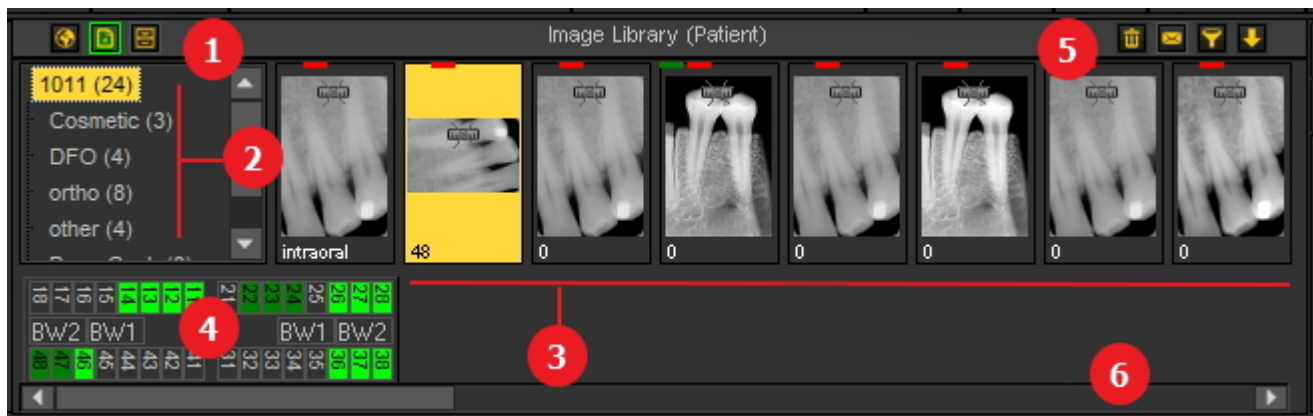 1
Image Library (Patient)
5
1011 (24)
Cosmetic (3)
DFO (4)
ortho (8)
other (4)
2
intraoral
48
0
0
0
0
0
0
18 17 16 15 14 13 12 11 21 22 23 24 25 26 27 28
BW2 BW1 BW1 BW2
48 47 46 45 44 43 42 41 31 32 33 34 35 36 37 38
4
3
6